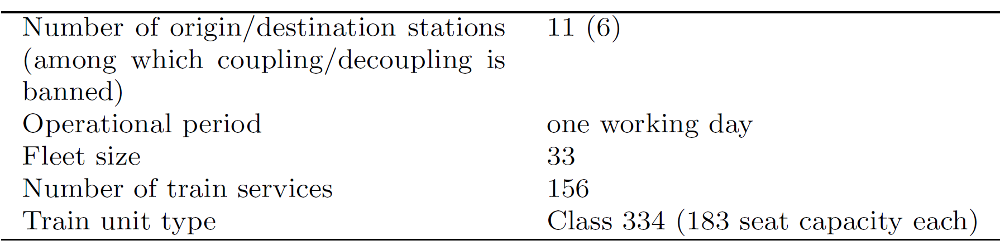 Number of origin/destination stations 11 (6)
(among which coupling/decoupling is
banned)
Operational period one working day
Fleet size 33
Number of train services 156
Train unit type Class 334 (183 seat capacity each)